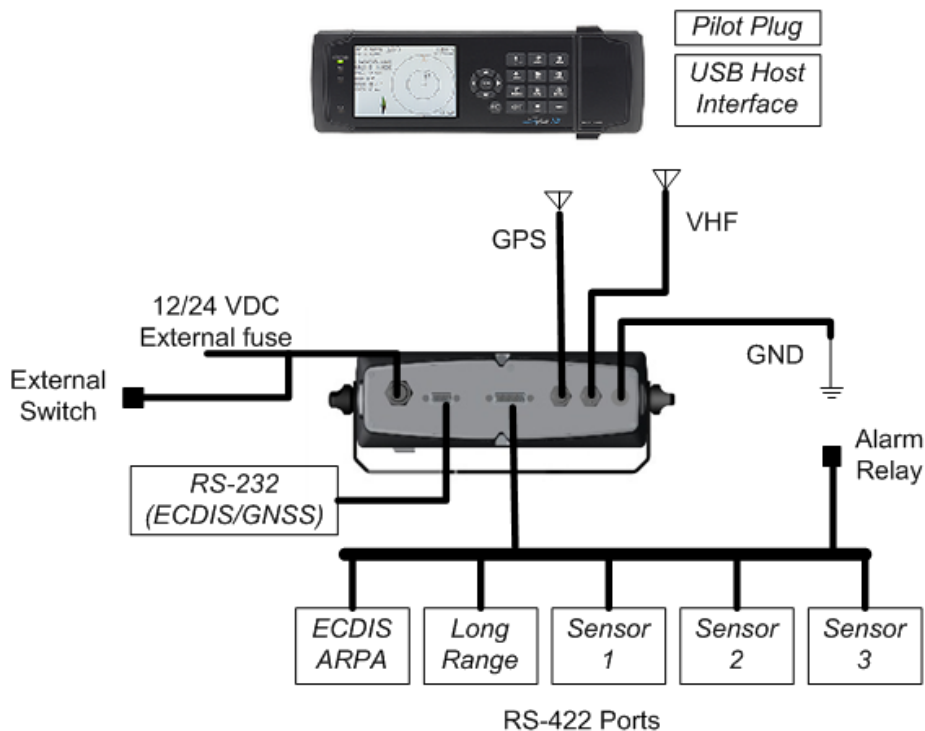 Pilot Plug
USB Host
Interface
VHF
GPS
12/24 VDC
External fuse
GND
External
Switch
Alarm
Relay
RS-232
(ECDIS/GNSS)
ECDIS
ARPA
Long
Range
Sensor
1
Sensor
2
Sensor
3
RS-422 Ports